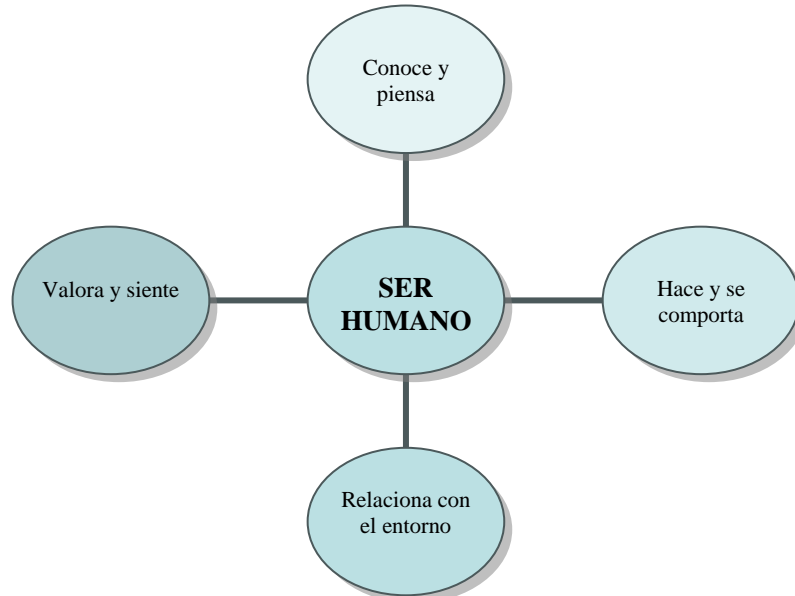 Conoce y
piensa
Valora y siente
SER
HUMANO
Hace y se
comporta
Relaciona con
el entorno